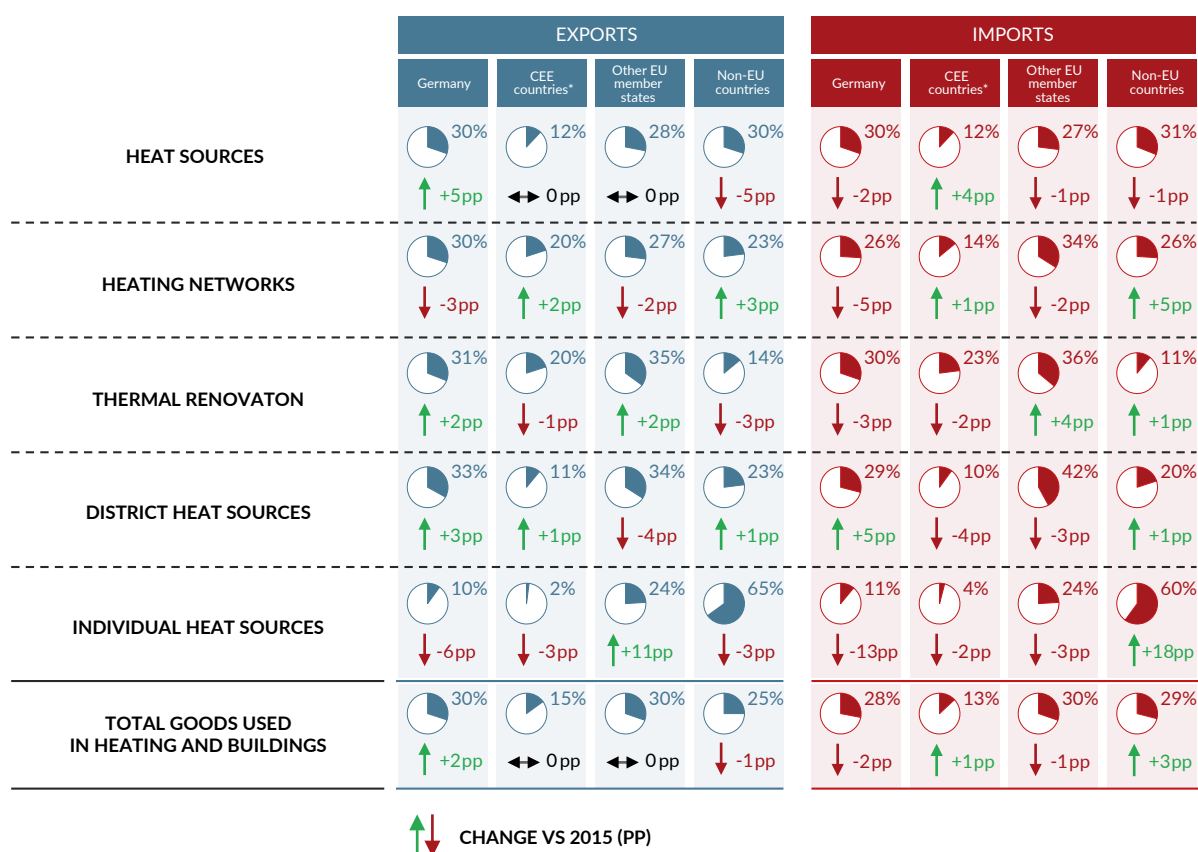 EXPORTS
IMPORTS
Germany
CEE
countries*
Other EU
member
states
Non-EU
countries
Germany
CEE
countries*
Other EU
member
states
Non-EU
countries
HEAT SOURCES
30% 12% 28% 30% 30% 12% 27% 31%
+5pp 0 pp 0 pp -5pp -2pp +4pp -1pp -1pp
HEATING NETWORKS
30% 20% 27% 23% 26% 14% 34% 26%
-3pp +2pp -2pp +3pp -5pp +1pp -2pp +5pp
THERMAL RENOVATON
31% 20% 35% 14% 30% 23% 36% 11%
+2pp -1pp +2pp -3pp -3pp -2pp +4pp +1pp
DISTRICT HEAT SOURCES
33% 11% 34% 23% 29% 10% 42% 20%
+3pp +1pp -4pp +1pp +5pp -4pp -3pp +1pp
INDIVIDUAL HEAT SOURCES
10% 2% 24% 65% 11% 4% 24% 60%
-6pp -3pp +11pp -3pp -13pp -2pp -3pp +18pp
TOTAL GOODS USED
IN HEATING AND BUILDINGS
30% 15% 30% 25% 28% 13% 30% 29%
+2pp 0 pp 0 pp -1pp -2pp +1pp -1pp +3pp
CHANGE VS 2015 (PP)